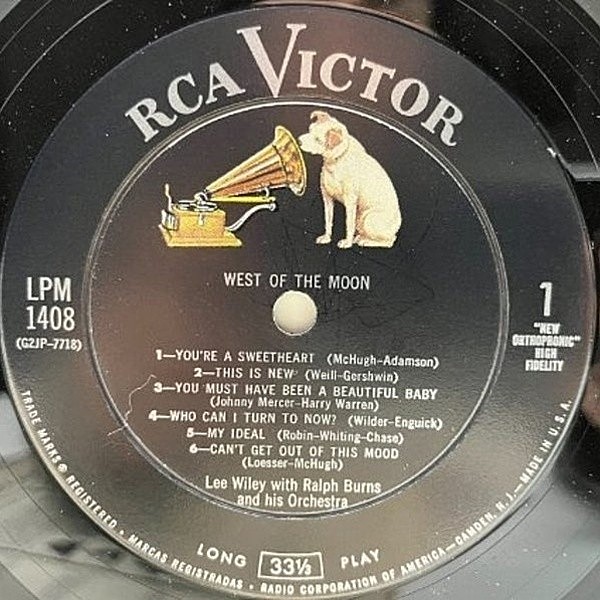 RCA VICTOR
WEST OF THE MOON
LPM
1408
(G2JP-7718)
1
"NEW
ORTHOPHONIC"
HIGH
FIDELITY
1—YOU'RE A SWEETHEART (McHugh-Adamson)
2—THIS IS NEW (Weill-Gershwin)
3—YOU MUST HAVE BEEN A BEAUTIFUL BABY
(Johnny Mercer-Harry Warren)
4—WHO CAN I TURN TO NOW? (Wilder-Enguick)
5—MY IDEAL (Robin-Whiting-Chase)
6—CAN'T GET OUT OF THIS MOOD
(Loesser-McHugh)
Lee Wiley with Ralph Burns
and his Orchestra
LONG 33⅓ PLAY
TRADE MARKS ® REGISTERED • MARCAS REGISTRADAS • RADIO CORPORATION OF AMERICA—CAMDEN, N. J.—MADE IN U.S.A.